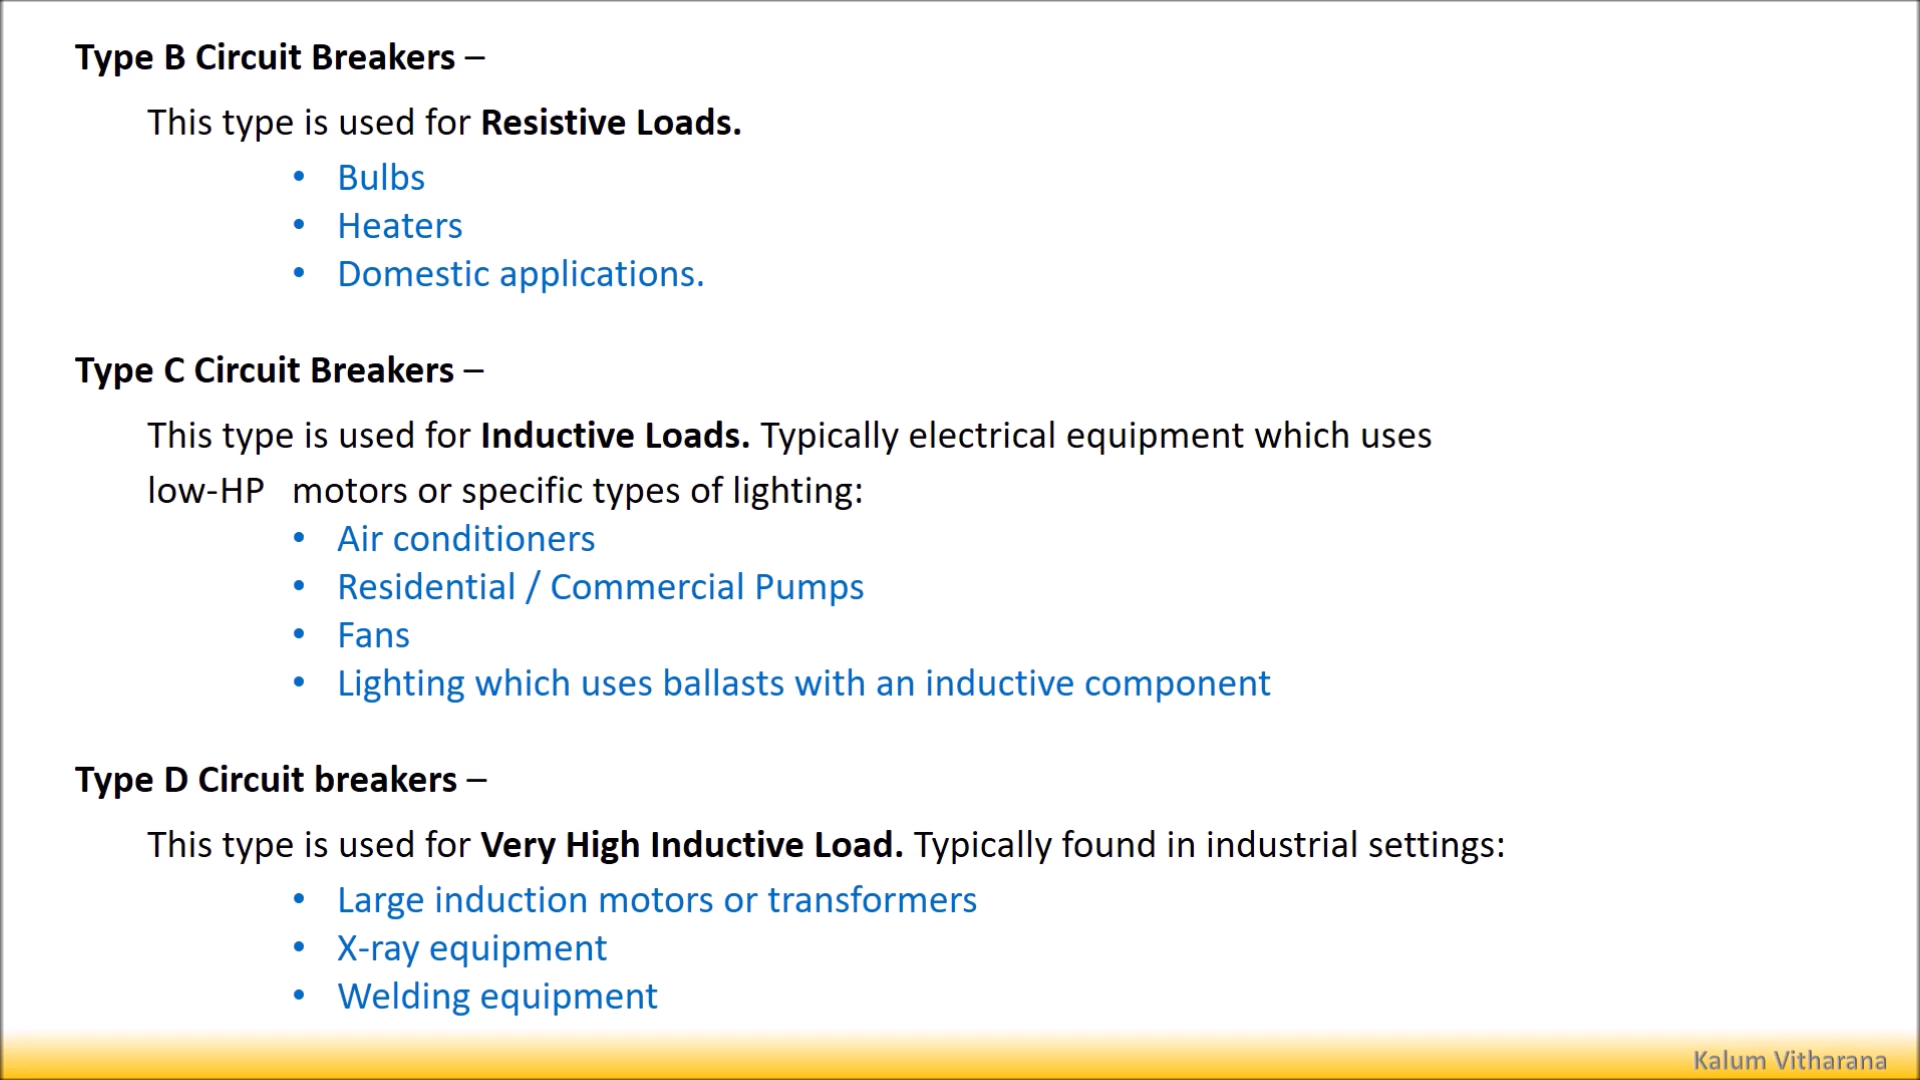 Type B Circuit Breakers –
This type is used for Resistive Loads.
• Bulbs
• Heaters
• Domestic applications.
Type C Circuit Breakers –
This type is used for Inductive Loads. Typically electrical equipment which uses
low-HP motors or specific types of lighting:
• Air conditioners
• Residential / Commercial Pumps
• Fans
• Lighting which uses ballasts with an inductive component
Type D Circuit breakers –
This type is used for Very High Inductive Load. Typically found in industrial settings:
• Large induction motors or transformers
• X-ray equipment
• Welding equipment
Kalum Vitharana